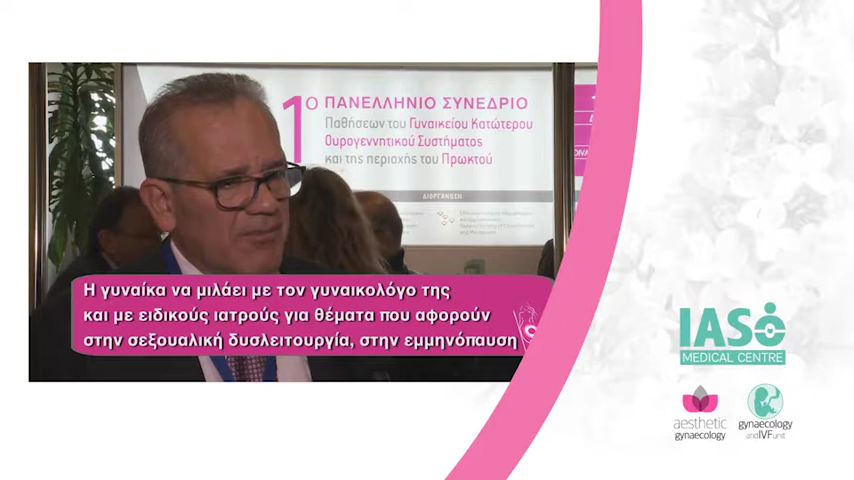 1Ο ΠΑΝΕΛΛΗΝΙΟ ΣΥΝΕΔΡΙΟ
Παθήσεων του Γυναικείου Κατώτερου
Ουρογεννητικού Συστήματος
και της περιοχής του Πρωκτού
ΔΙΟΡΓΑΝΩΣΗ
Η γυναίκα να μιλάει με τον γυναικολόγο της
και με ειδικούς ιατρούς για θέματα που αφορούν
στην σεξουαλική δυσλειτουργία, στην εμμηνόπαυση
IASO
MEDICAL CENTRE
aesthetic
gynaecology
gynaecology
and IVF unit